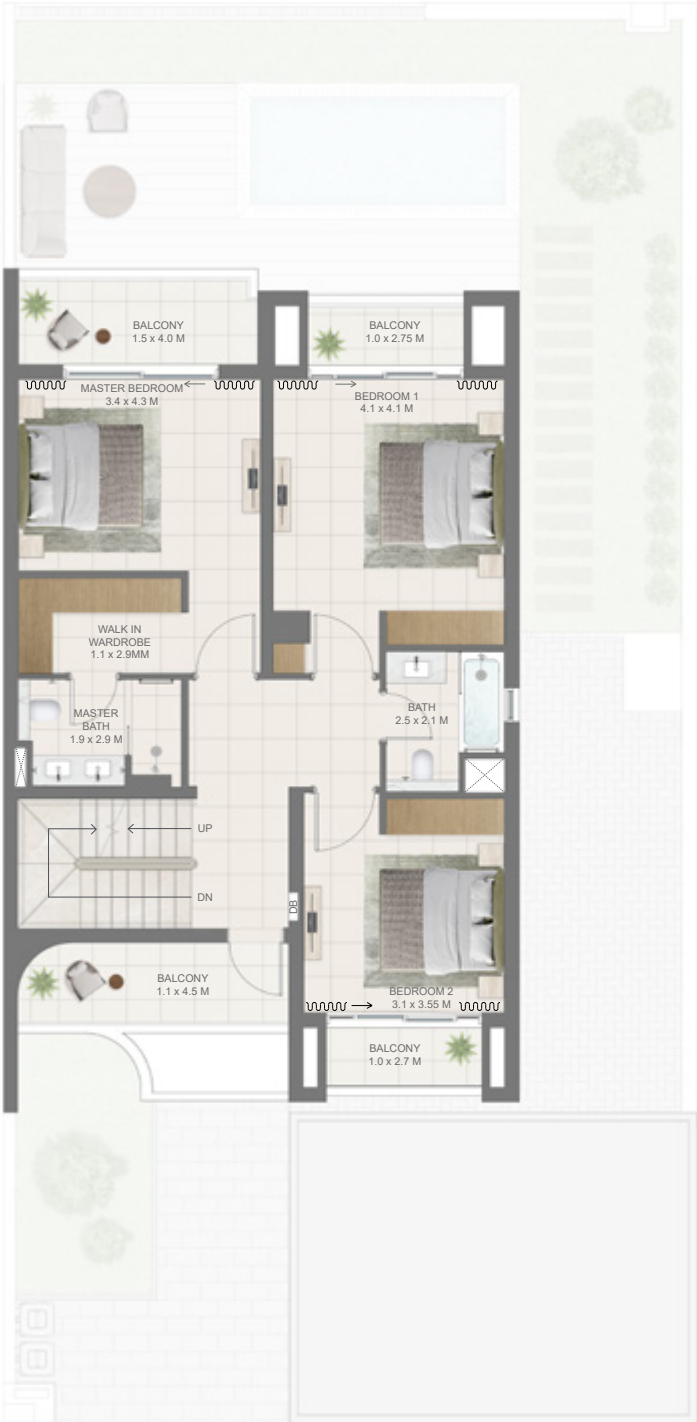 BALCONY
1.5 x 4.0 M
BALCONY
1.0 x 2.75 M
MASTER BEDROOM
3.4 x 4.3 M
BEDROOM 1
4.1 x 4.1 M
WALK IN
WARDROBE
1.1 x 2.9MM
MASTER
BATH
1.9 x 2.9 M
BATH
2.5 x 2.1 M
UP
DN
DB
BALCONY
1.1 x 4.5 M
BEDROOM 2
3.1 x 3.55 M
BALCONY
1.0 x 2.7 M